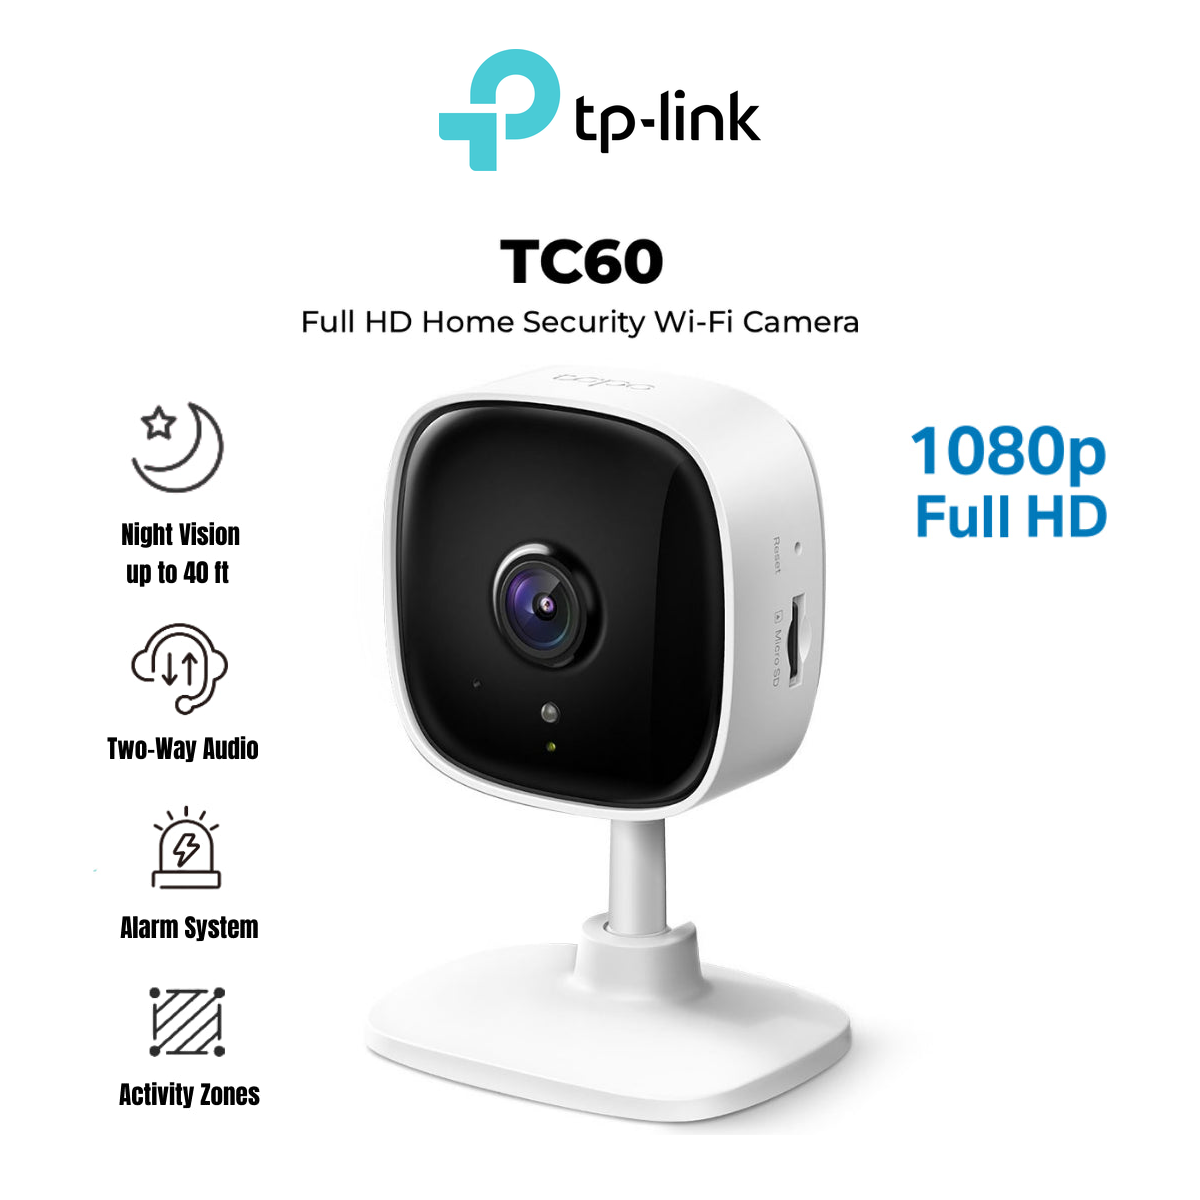 tp-link
TC60
Full HD Home Security Wi-Fi Camera
tapo
1080p
Full HD
Night Vision
up to 40 ft
Two-Way Audio
Alarm System
Activity Zones
Reset
Micro SD